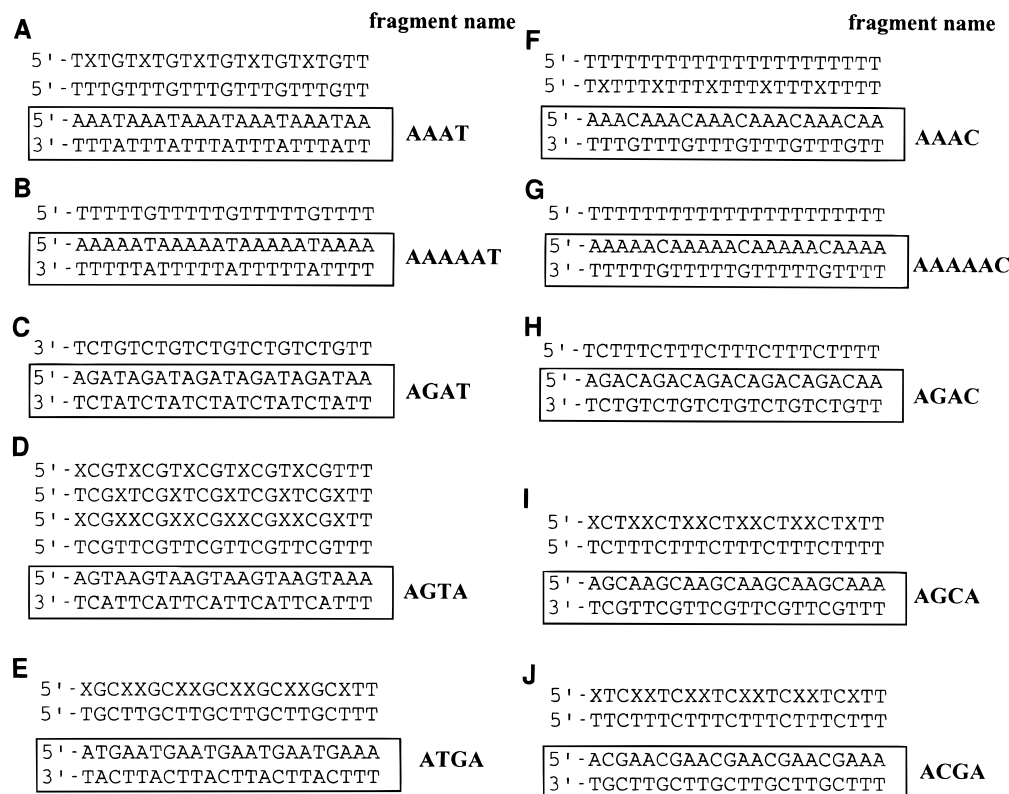 fragment name
A
5'-TXTGTXTGTXTGTXTGTXTGTT
5'-TTTGTTTGTTTGTTTGTTTGTT
5'-AAATAAATAAATAAATAAATAA
3'-TTTATTTATTTATTTATTTATT
AAAT
B
5'-TTTTTGTTTTTGTTTTTGTTTT
5'-AAAAATAAAAATAAAAATAAAA
3'-TTTTTATTTTTATTTTTATTTT
AAAAAT
C
3'-TCTGTCTGTCTGTCTGTCTGTT
5'-AGATAGATAGATAGATAGATAA
3'-TCTATCTATCTATCTATCTATT
AGAT
D
5'-XCGTXCGTXCGTXCGTXCGTTT
5'-TCGXTCGXTCGXTCGXTCGXTT
5'-XCGXXCGXXCGXXCGXXCGXTT
5'-TCGTTCGTTCGTTCGTTCGTTT
5'-AGTAAGTAAGTAAGTAAGTAAA
3'-TCATTCATTCATTCATTCATTT
AGTA
E
5'-XGCXXGCXXGCXXGCXXGCXTT
5'-TGCTTGCTTGCTTGCTTGCTTT
5'-ATGAATGAATGAATGAATGAAA
3'-TACTTACTTACTTACTTACTTT
ATGA
fragment name
F
5'-TTTTTTTTTTTTTTTTTTTTTT
5'-TXTTTXTTTXTTTXTTTXTTTT
5'-AAACAAACAAACAAACAAACAA
3'-TTTGTTTGTTTGTTTGTTTGTT
AAAC
G
5'-TTTTTTTTTTTTTTTTTTTTTT
5'-AAAAACAAAAACAAAAACAAAA
3'-TTTTTGTTTTTGTTTTTGTTTT
AAAAAC
H
5'-TCTTTCTTTCTTTCTTTCTTTT
5'-AGACAGACAGACAGACAGACAA
3'-TCTGTCTGTCTGTCTGTCTGTT
AGAC
I
5'-XCTXXCTXXCTXXCTXXCTXTT
5'-TCTTTCTTTCTTTCTTTCTTTT
5'-AGCAAGCAAGCAAGCAAGCAAA
3'-TCGTTCGTTCGTTCGTTCGTTT
AGCA
J
5'-XTCXXTCXXTCXXTCXXTCXTT
5'-TTCTTTCTTTCTTTCTTTCTTT
5'-ACGAACGAACGAACGAACGAAA
3'-TGCTTGCTTGCTTGCTTGCTTT
ACGA